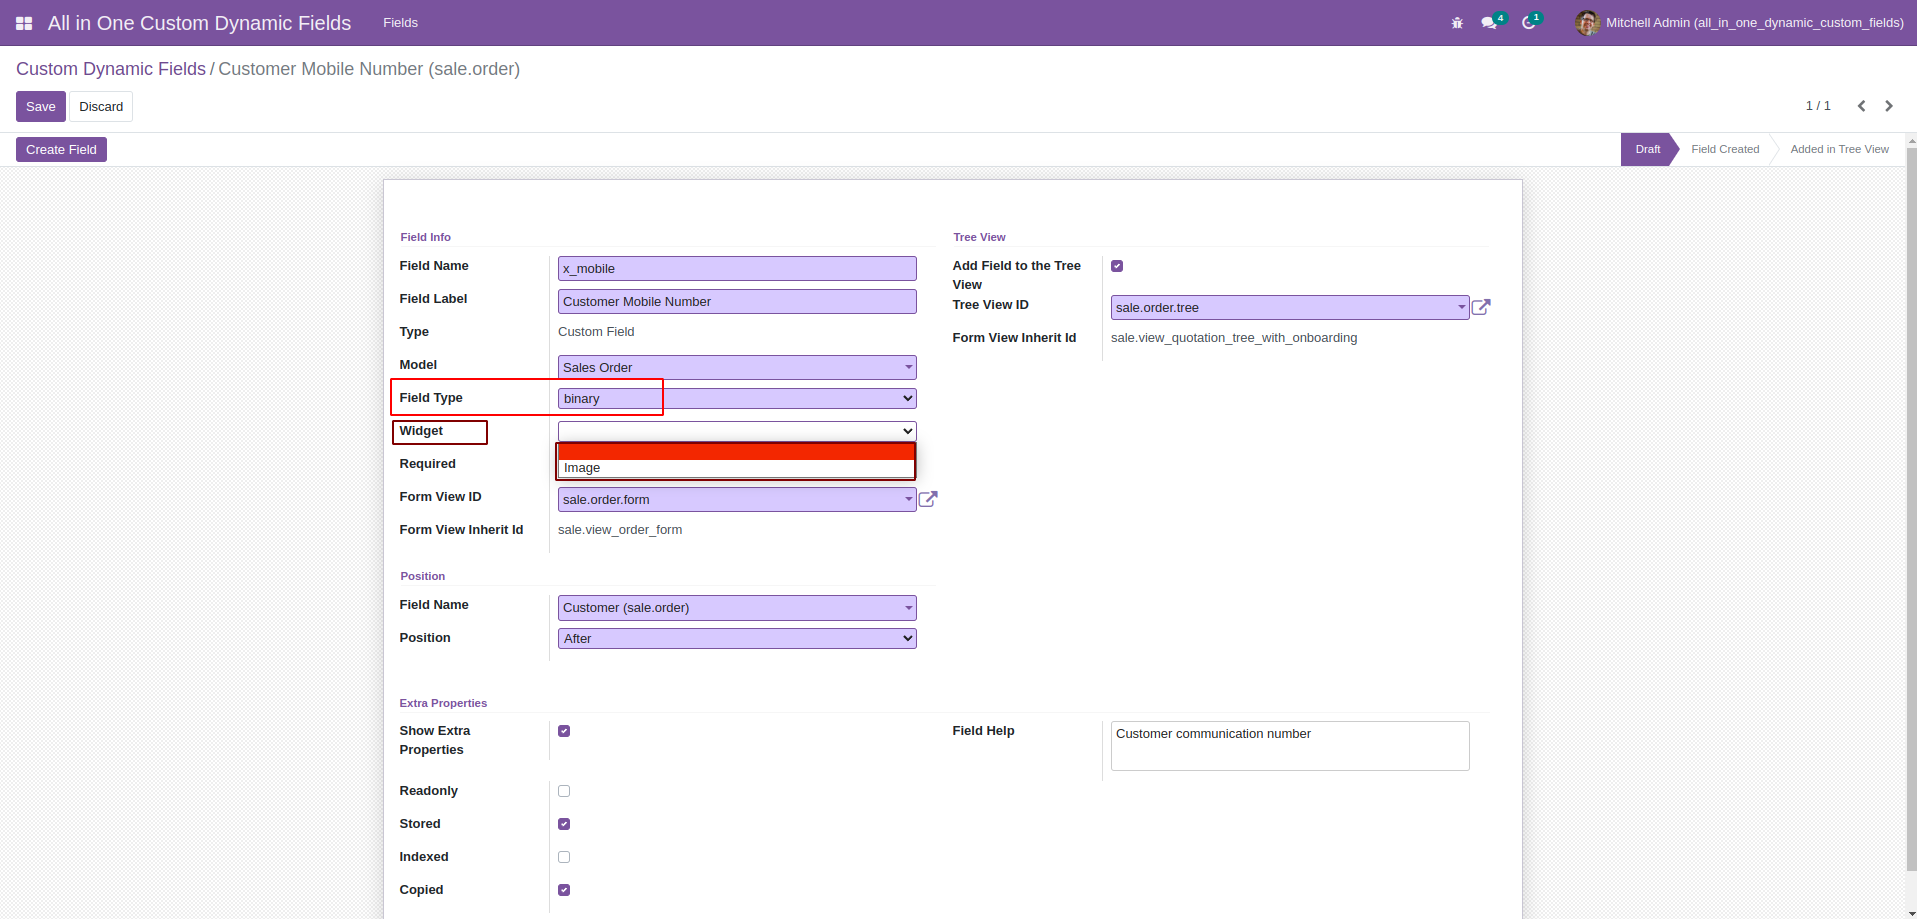 All in One Custom Dynamic Fields
Fields
4
1
Mitchell Admin (all_in_one_dynamic_custom_fields)
Custom Dynamic Fields / Customer Mobile Number (sale.order)
Save
Discard
1 / 1
Create Field
Draft
Field Created
Added in Tree View
Field Info
Field Name
x_mobile
Field Label
Customer Mobile Number
Type
Custom Field
Model
Sales Order
Field Type
binary
Widget
Image
Required
Form View ID
sale.order.form
Form View Inherit Id
sale.view_order_form
Tree View
Add Field to the Tree
View
Tree View ID
sale.order.tree
Form View Inherit Id
sale.view_quotation_tree_with_onboarding
Position
Field Name
Customer (sale.order)
Position
After
Extra Properties
Show Extra
Properties
Field Help
Customer communication number
Readonly
Stored
Indexed
Copied